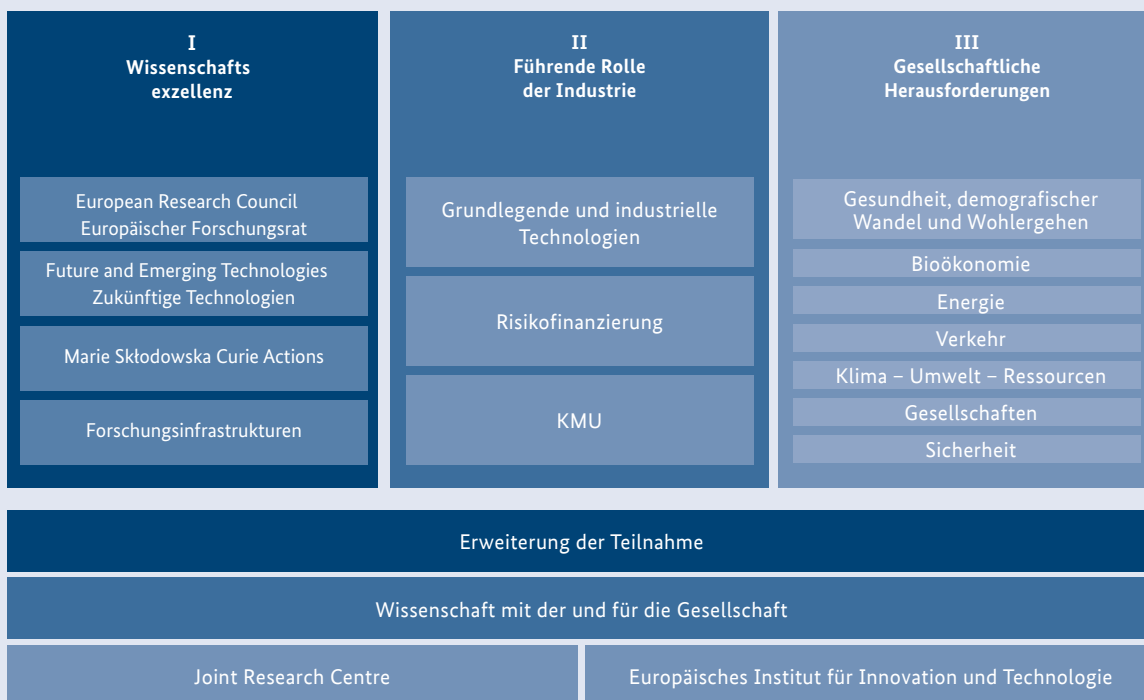 I
Wissenschafts
exzellenz
European Research Council
Europäischer Forschungsrat
Future and Emerging Technologies
Zukünftige Technologien
Marie Skłodowska Curie Actions
Forschungsinfrastrukturen
II
Führende Rolle
der Industrie
Grundlegende und industrielle
Technologien
Risikofinanzierung
KMU
III
Gesellschaftliche
Herausforderungen
Gesundheit, demografischer
Wandel und Wohlergehen
Bioökonomie
Energie
Verkehr
Klima – Umwelt – Ressourcen
Gesellschaften
Sicherheit
Erweiterung der Teilnahme
Wissenschaft mit der und für die Gesellschaft
Joint Research Centre
Europäisches Institut für Innovation und Technologie